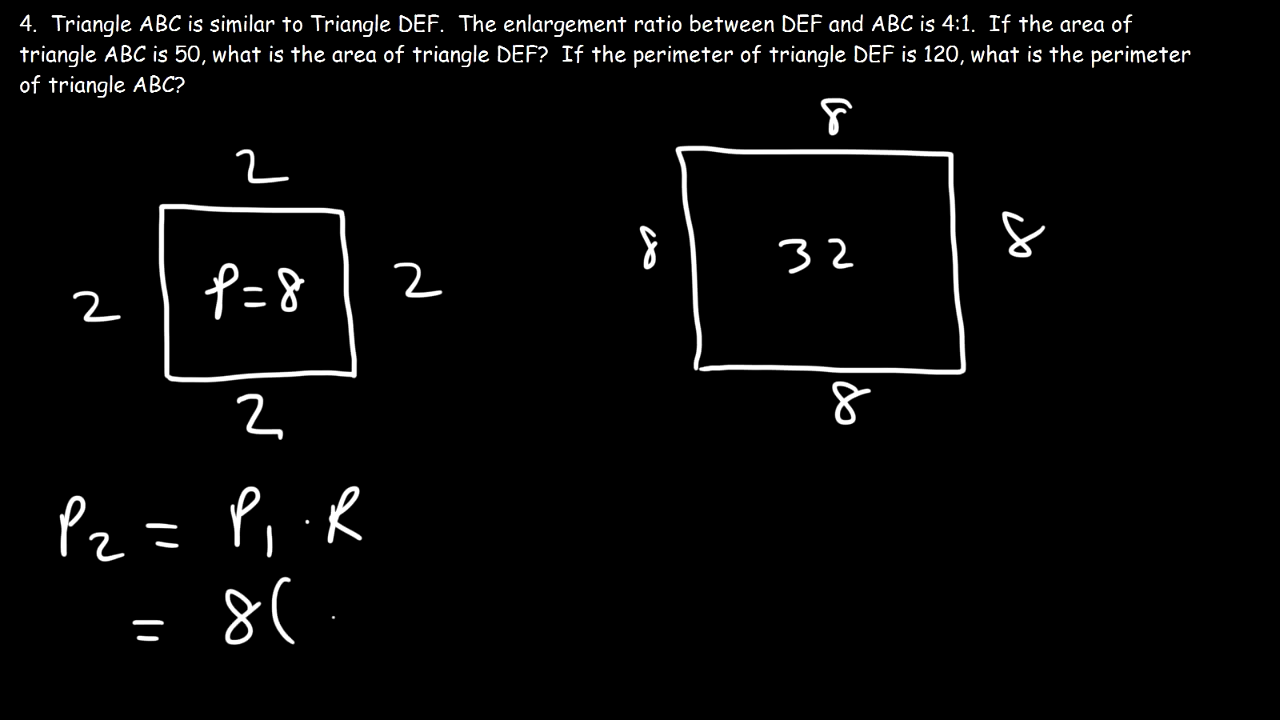 4. Triangle ABC is similar to Triangle DEF. The enlargement ratio between DEF and ABC is 4:1. If the area of
triangle ABC is 50, what is the area of triangle DEF? If the perimeter of triangle DEF is 120, what is the perimeter
of triangle ABC?
2
8
2
P=8
2
8
32
8
2
8
P₂ = P₁ · R
= 8(